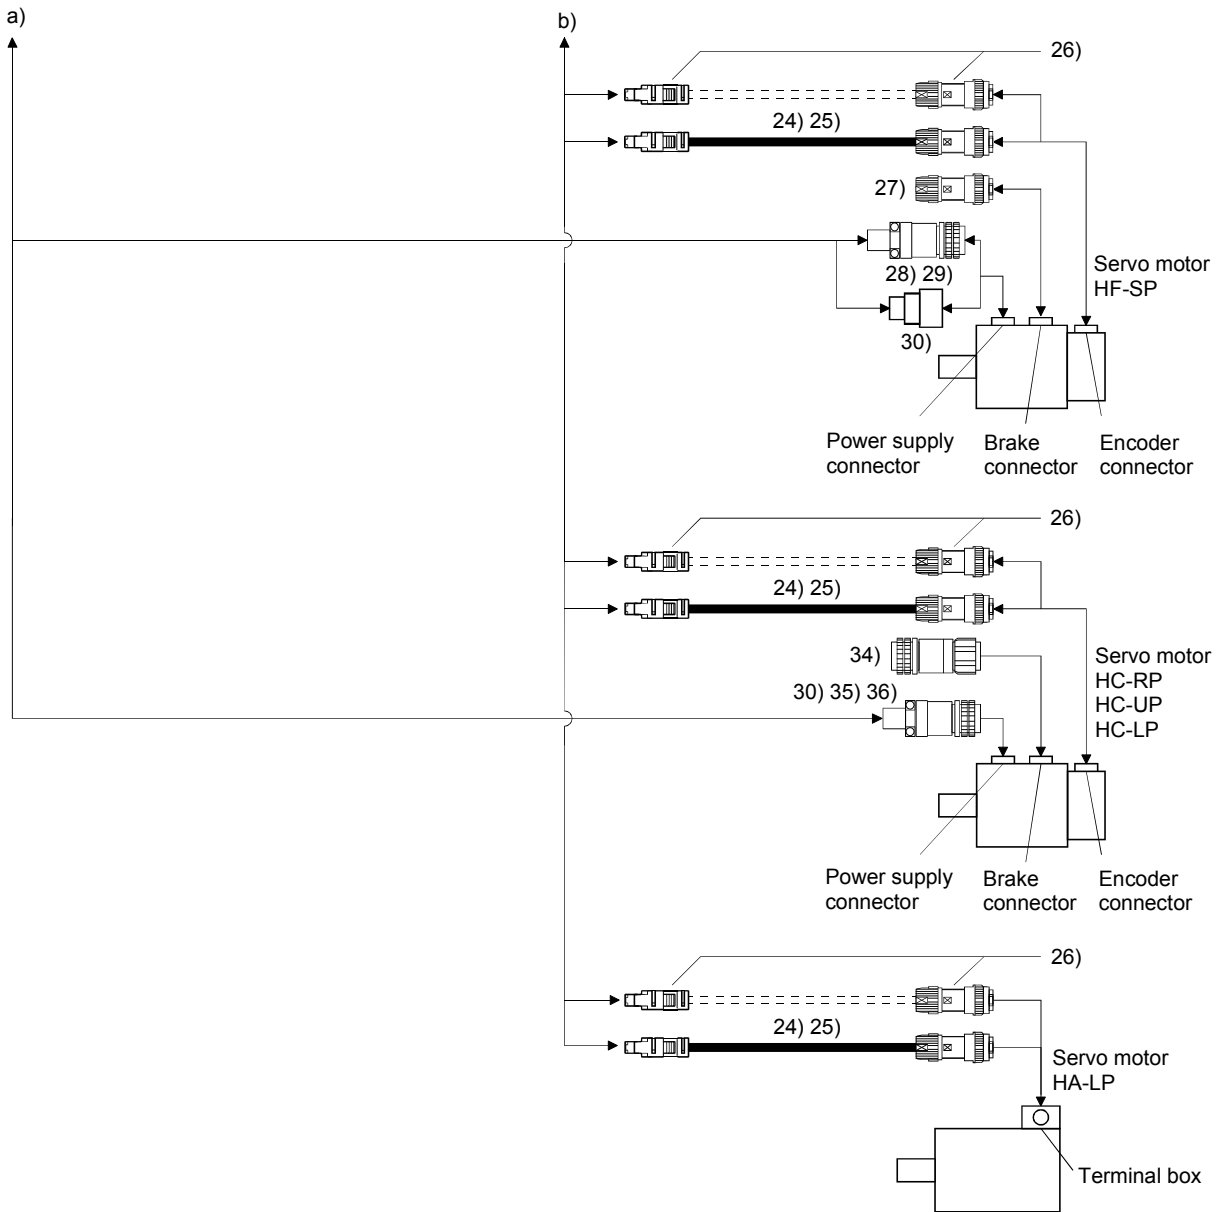 a)
b)
26)
24) 25)
27)
28) 29)
30)
Servo motor
HF-SP
Power supply
connector
Brake
connector
Encoder
connector
26)
24) 25)
34)
30) 35) 36)
Servo motor
HC-RP
HC-UP
HC-LP
Power supply
connector
Brake
connector
Encoder
connector
26)
24) 25)
Servo motor
HA-LP
Terminal box